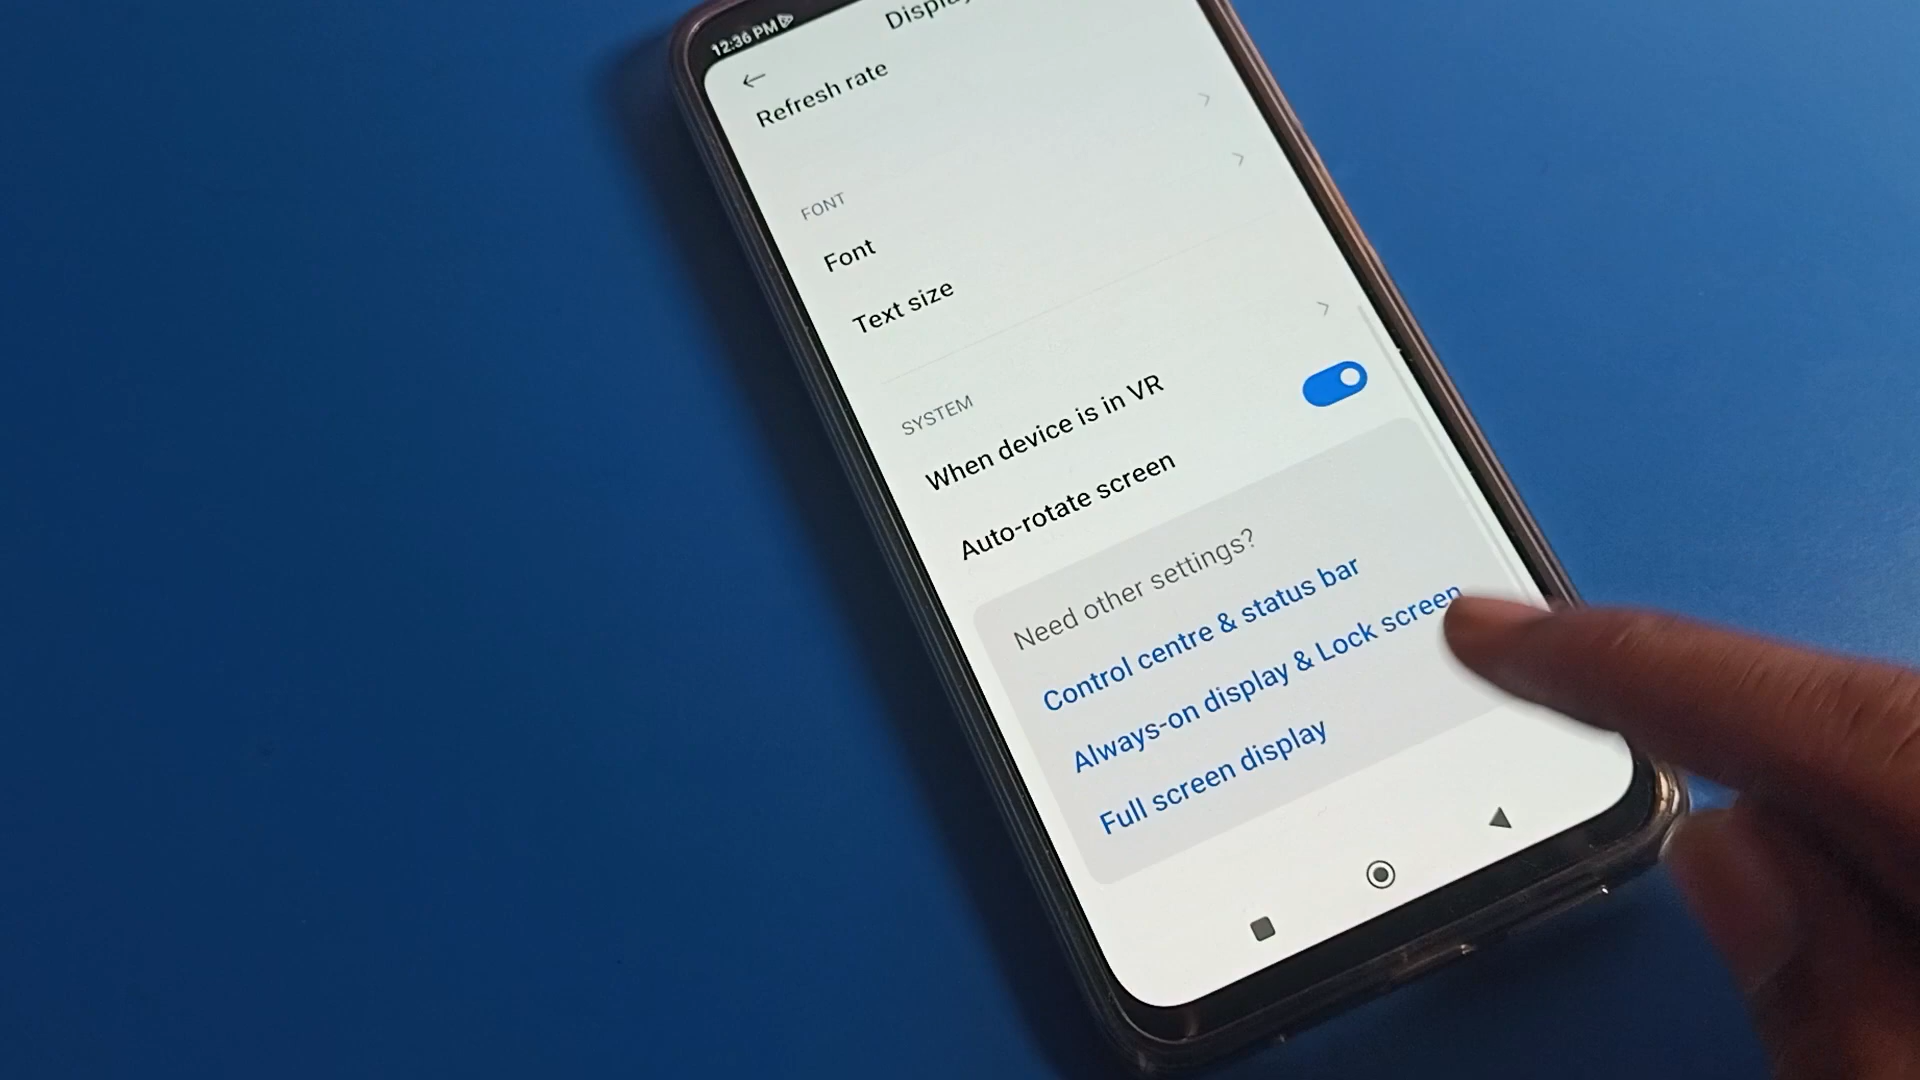 12:36 PM
Display
Refresh rate
FONT
Font
Text size
SYSTEM
When device is in VR
Auto-rotate screen
Need other settings?
Control centre & status bar
Always-on display & Lock screen
Full screen display